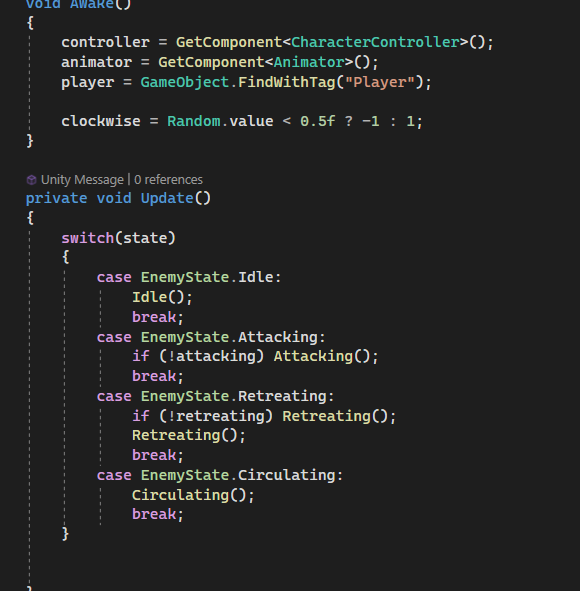 void Awake()
{
controller = GetComponent<CharacterController>();
animator = GetComponent<Animator>();
player = GameObject.FindWithTag("Player");
clockwise = Random.value < 0.5f ? -1 : 1;
}
Unity Message | 0 references
private void Update()
{
switch(state)
{
case EnemyState.Idle:
Idle();
break;
case EnemyState.Attacking:
if (!attacking) Attacking();
break;
case EnemyState.Retreating:
if (!retreating) Retreating();
Retreating();
break;
case EnemyState.Circulating:
Circulating();
break;
}
}